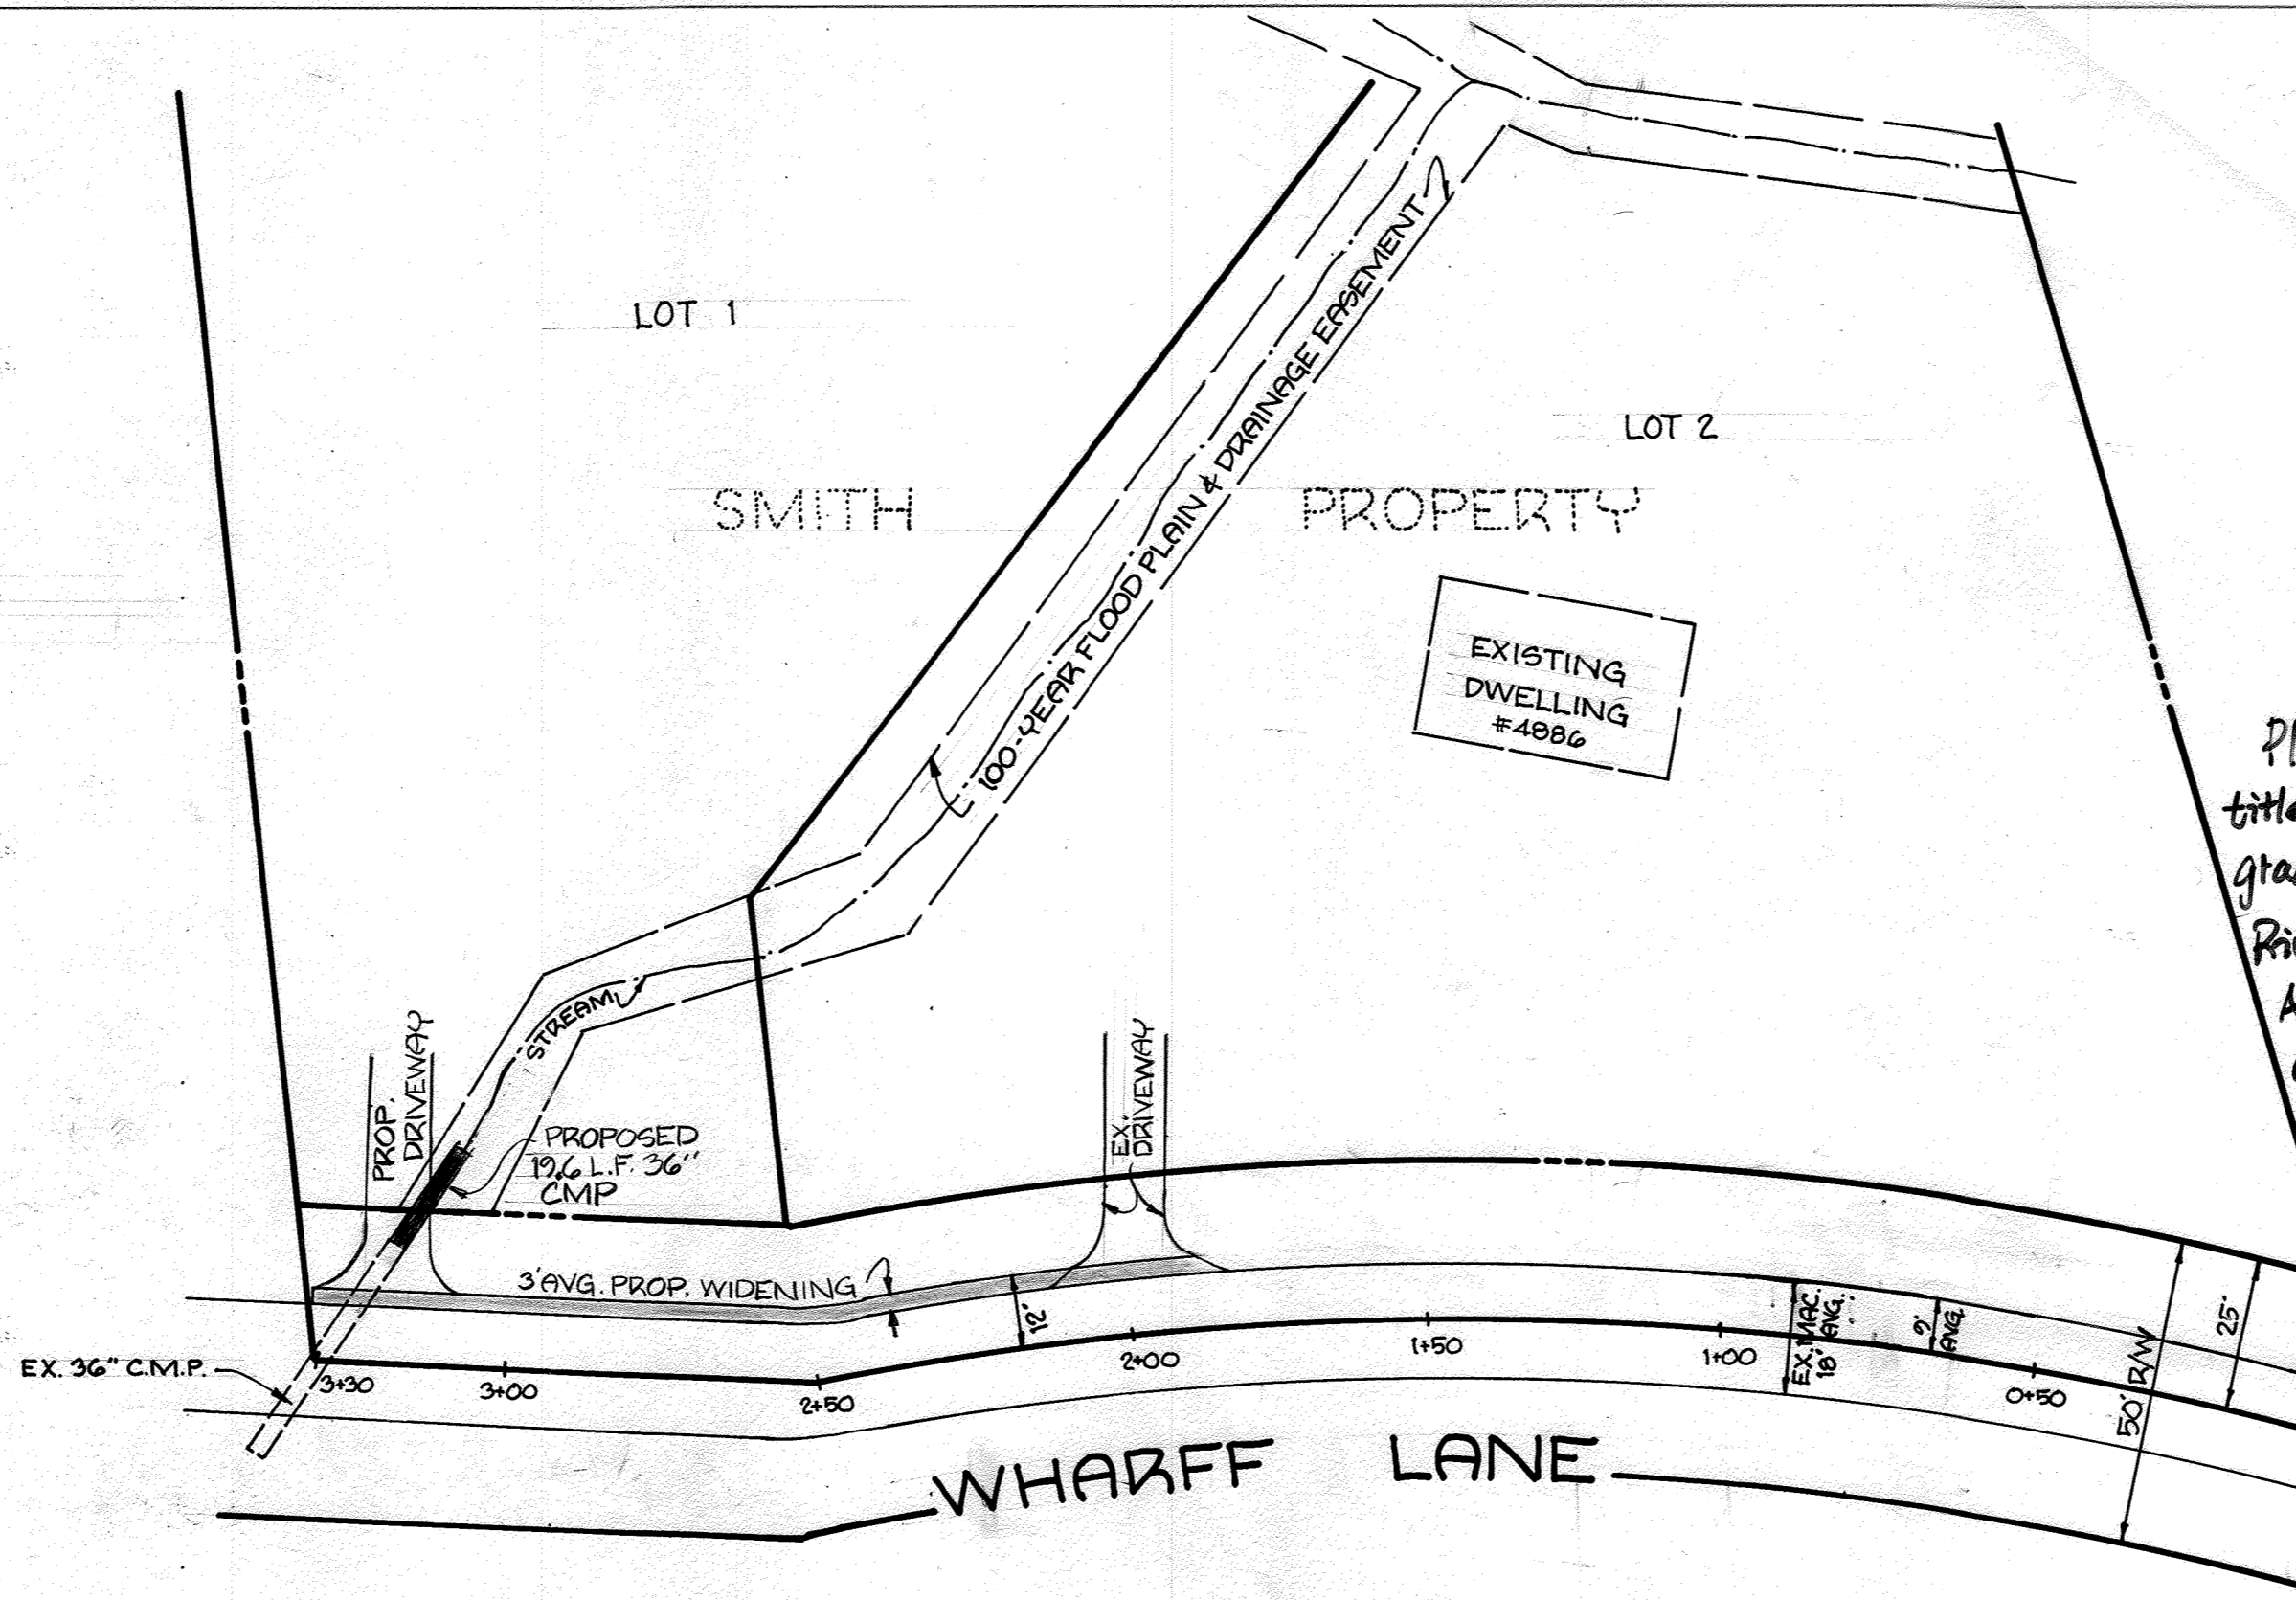 LOT 1
LOT 2
SMITH PROPERTY
100-YEAR FLOOD PLAIN & DRAINAGE EASEMENT
EXISTING
DWELLING
#4886
title
STREAM
PROP.
DRIVEWAY
PROPOSED
19.6 L.F. 36"
CMP
EX.
DRIVEWAY
3' AVG. PROP. WIDENING
12'
EX. MAC.
18' AVG.
9'
AVG.
50' R/W
25'
EX. 36" C.M.P.
3+30
3+00
2+50
2+00
1+50
1+00
0+50
WHARFF LANE